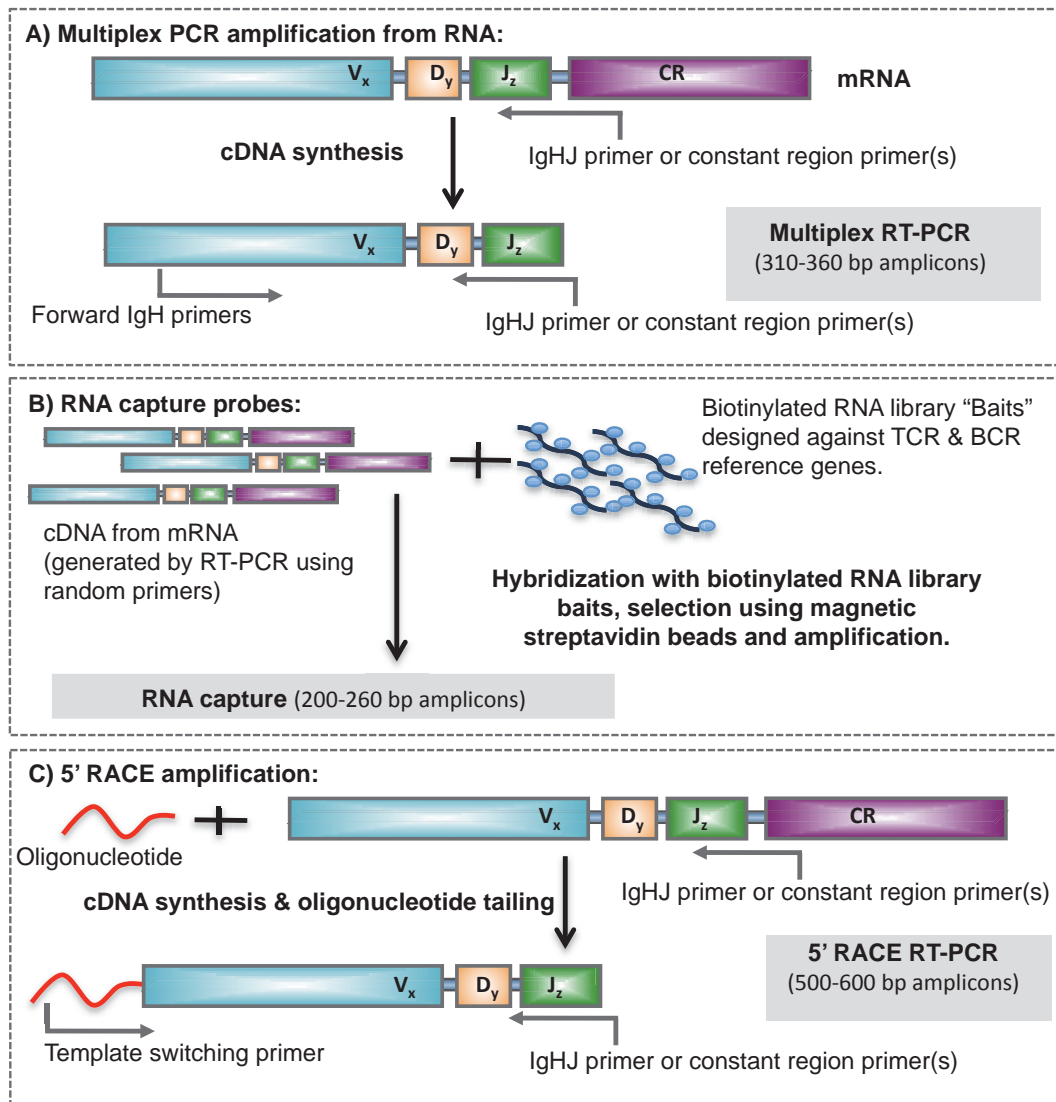 A) Multiplex PCR amplification from RNA:
Vx Dy Jz CR mRNA
cDNA synthesis
IgHJ primer or constant region primer(s)
Vx Dy Jz
Multiplex RT-PCR
(310-360 bp amplicons)
Forward IgH primers
IgHJ primer or constant region primer(s)
B) RNA capture probes:
Biotinylated RNA library “Baits”
designed against TCR & BCR
reference genes.
cDNA from mRNA
(generated by RT-PCR using
random primers)
Hybridization with biotinylated RNA library
baits, selection using magnetic
streptavidin beads and amplification.
RNA capture (200-260 bp amplicons)
C) 5’ RACE amplification:
Vx Dy Jz CR
Oligonucleotide
IgHJ primer or constant region primer(s)
cDNA synthesis & oligonucleotide tailing
5’ RACE RT-PCR
(500-600 bp amplicons)
Vx Dy Jz
Template switching primer
IgHJ primer or constant region primer(s)